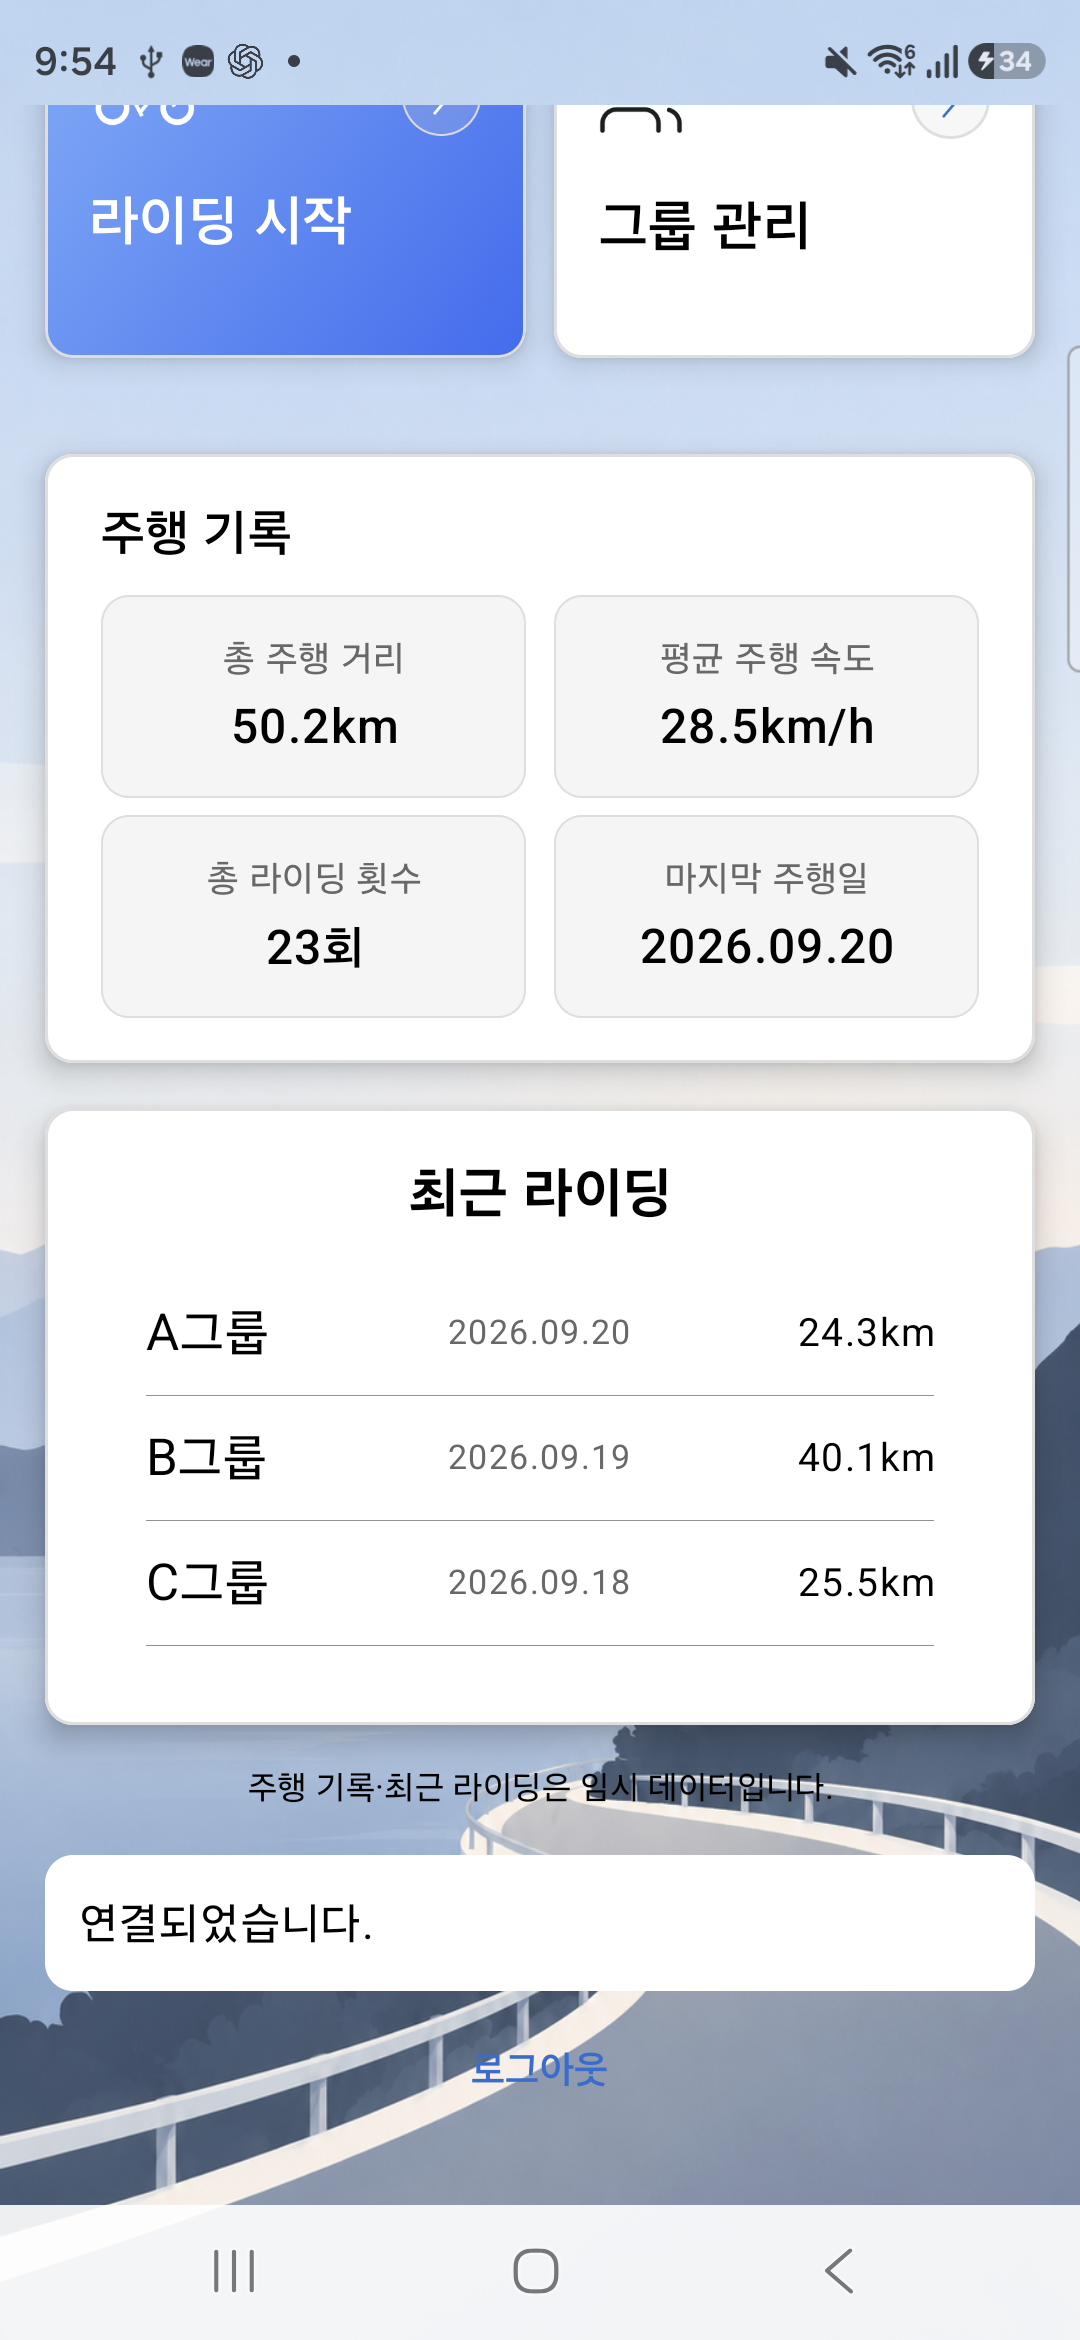 9:54 Wear 6 34
라이딩 시작
그룹 관리
주행 기록
총 주행 거리
50.2km
평균 주행 속도
28.5km/h
총 라이딩 횟수
23회
마지막 주행일
2026.09.20
최근 라이딩
A그룹 2026.09.20 24.3km
B그룹 2026.09.19 40.1km
C그룹 2026.09.18 25.5km
주행 기록·최근 라이딩은 임시 데이터입니다.
연결되었습니다.
로그아웃